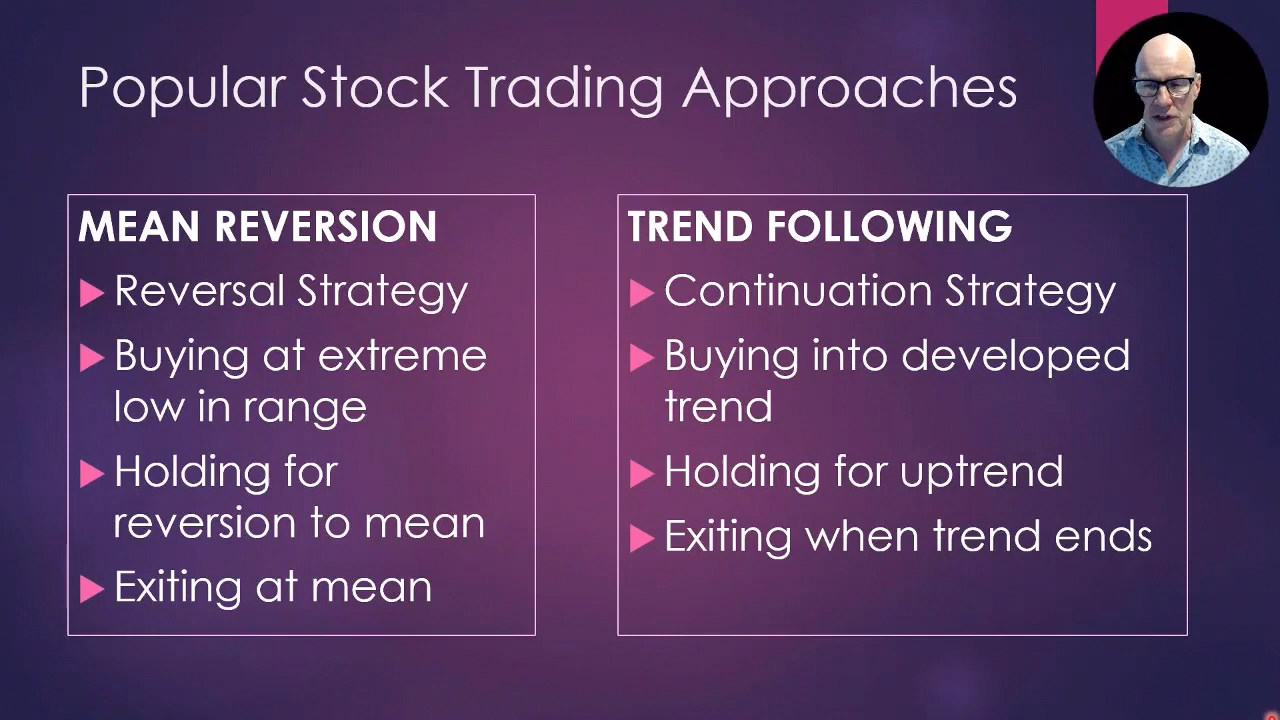 Popular Stock Trading Approaches
MEAN REVERSION
Reversal Strategy
Buying at extreme
low in range
Holding for
reversion to mean
Exiting at mean
TREND FOLLOWING
Continuation Strategy
Buying into developed
trend
Holding for uptrend
Exiting when trend ends